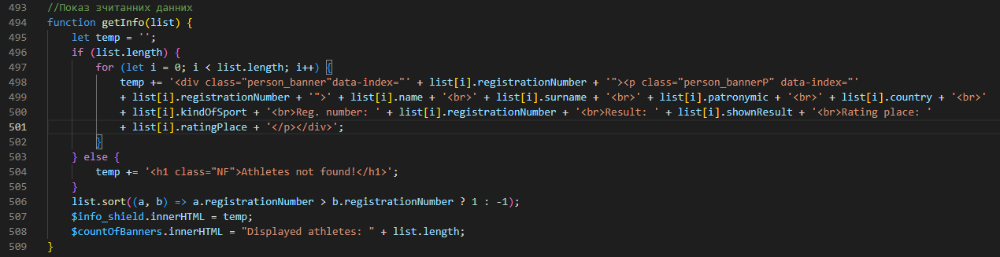 493 //Показ зчитанних данних
494 function getInfo(list) {
495 let temp = '';
496 if (list.length) {
497 for (let i = 0; i < list.length; i++) {
498 temp += '<div class="person_banner"data-index="' + list[i].registrationNumber + '"><p class="person_bannerP" data-index="'
499 + list[i].registrationNumber + '">' + list[i].name + '<br>' + list[i].surname + '<br>' + list[i].patronymic + '<br>' + list[i].country + '<br>'
500 + list[i].kindOfSport + '<br>Reg. number: ' + list[i].registrationNumber + '<br>Result: ' + list[i].shownResult + '<br>Rating place: '
501 + list[i].ratingPlace + '</p></div>';
502 }
503 } else {
504 temp += '<h1 class="NF">Athletes not found!</h1>';
505 }
506 list.sort((a, b) => a.registrationNumber > b.registrationNumber ? 1 : -1);
507 $info_shield.innerHTML = temp;
508 $countOfBanners.innerHTML = "Displayed athletes: " + list.length;
509 }